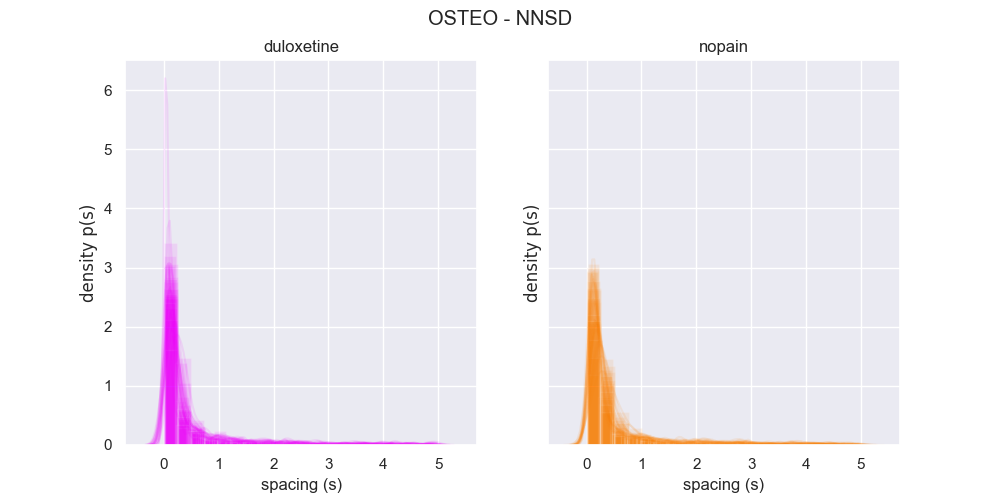 OSTEO - NNSD
duloxetine
nopain
density p(s)
6
5
4
3
2
1
0
0 1 2 3 4 5
spacing (s)
density p(s)
0 1 2 3 4 5
spacing (s)